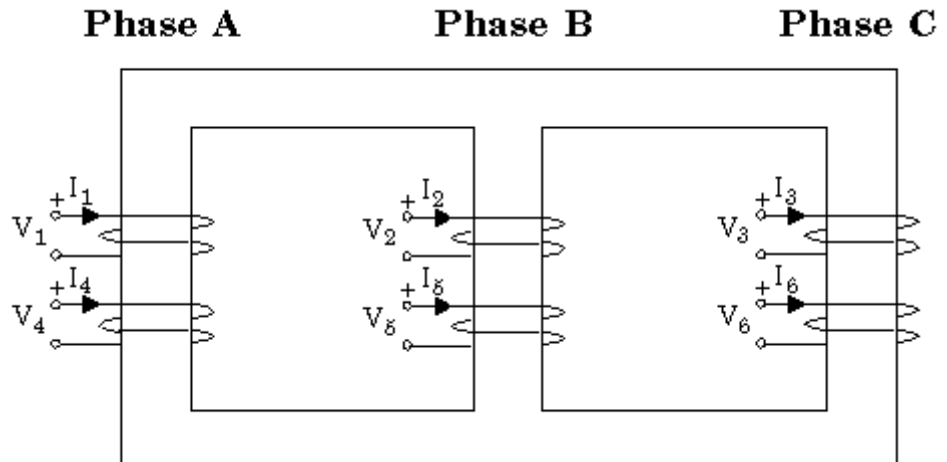 Phase A Phase B Phase C
+ I1 + I2 + I3
V1 V2 V3
+ I4 + I5 + I6
V4 V5 V6